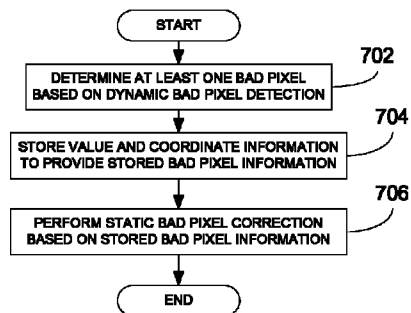 START
702
DETERMINE AT LEAST ONE BAD PIXEL
BASED ON DYNAMIC BAD PIXEL DETECTION
704
STORE VALUE AND COORDINATE INFORMATION
TO PROVIDE STORED BAD PIXEL INFORMATION
706
PERFORM STATIC BAD PIXEL CORRECTION
BASED ON STORED BAD PIXEL INFORMATION
END